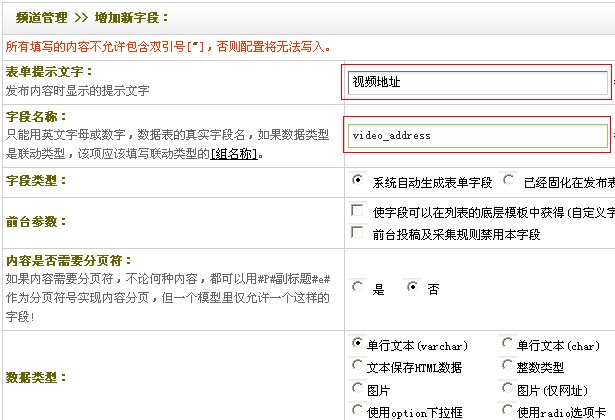 频道管理 >> 增加新字段：
所有填写的内容不允许包含双引号["]，否则配置将无法写入。
表单提示文字：
发布内容时显示的提示文字
视频地址
字段名称：
只能用英文字母或数字，数据表的真实字段名，如果数据类型
是联动类型，该项应该填写联动类型的[组名称]。
video_address
字段类型：
系统自动生成表单字段 已经固化在发布表
前台参数：
使字段可以在列表的底层模板中获得(自定义字
前台投稿及采集规则禁用本字段
内容是否需要分页符：
如果内容需要分页符，不论何种内容，都可以用#P#副标题#e#
作为分页符号实现内容分页，但一个模型里仅允许一个这样的
字段!
是 否
数据类型：
单行文本(varchar) 单行文本(char)
文本保存HTML数据 整数类型
图片 图片(仅网址)
使用option下拉框 使用radio选项卡